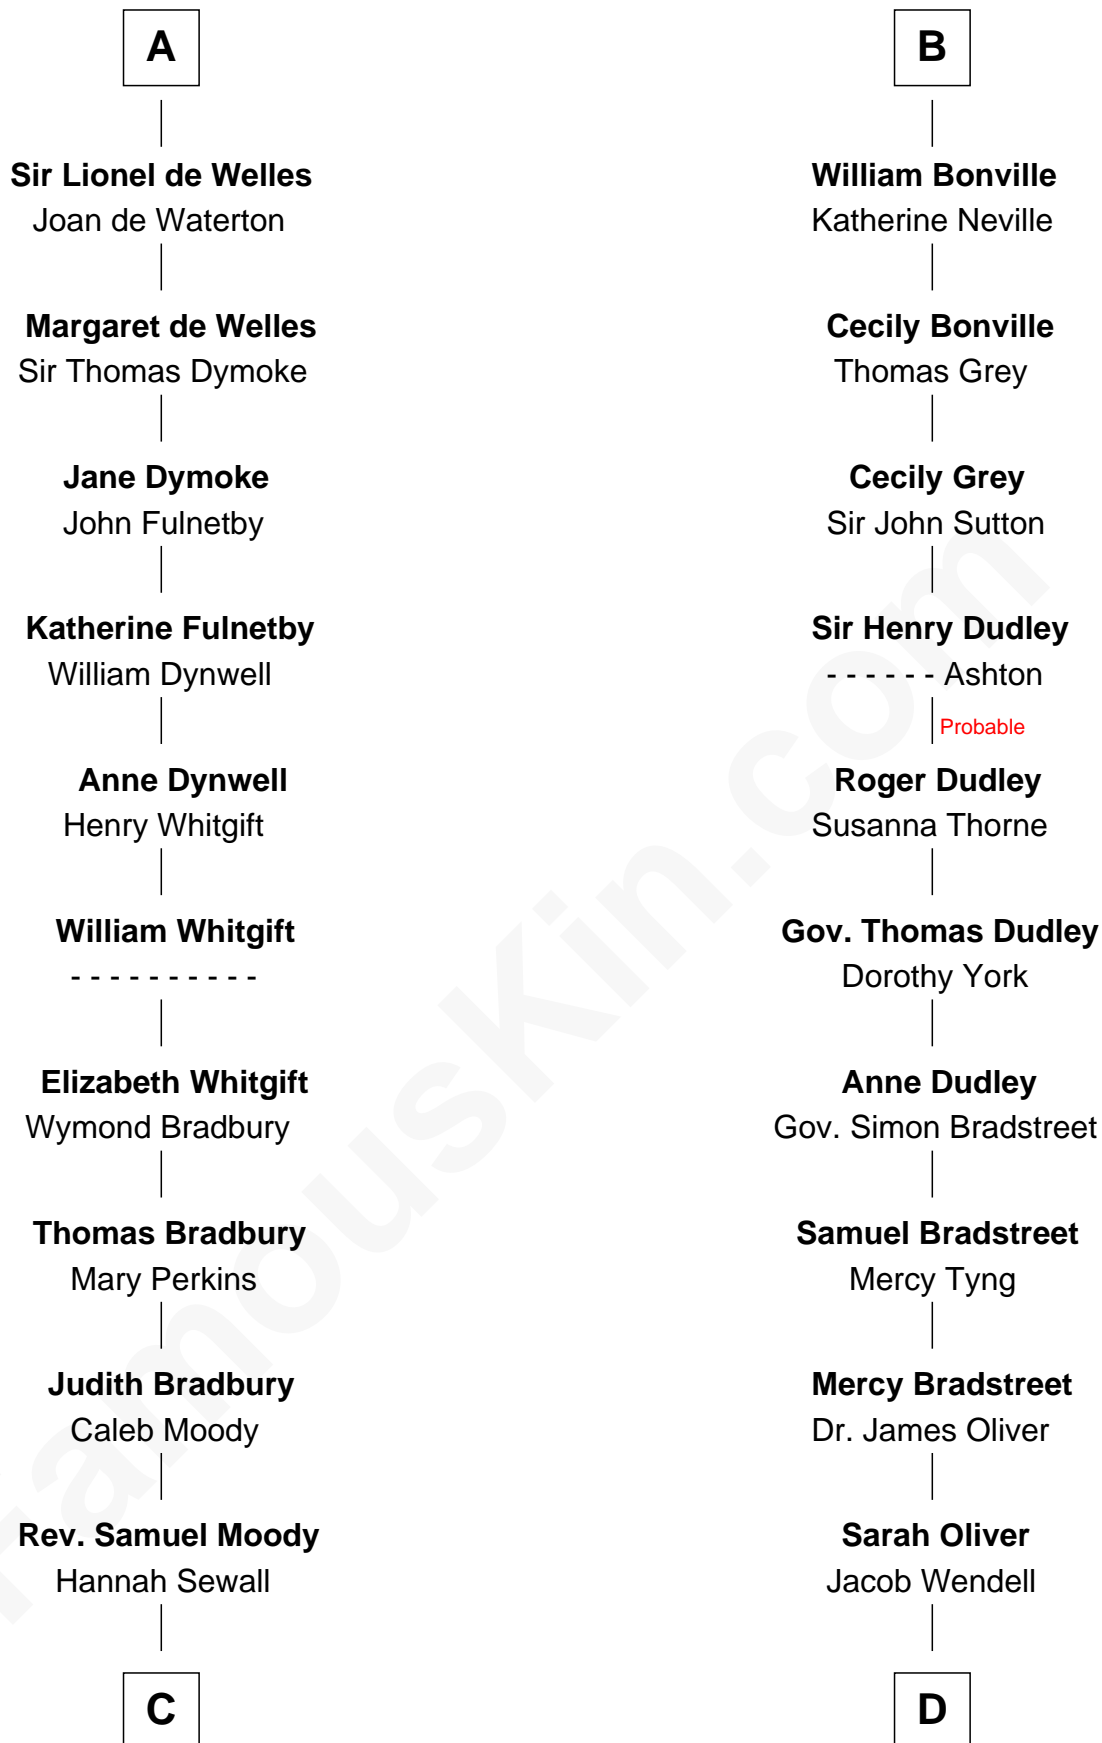 A
Sir Lionel de Welles
Joan de Waterton
Margaret de Welles
Sir Thomas Dymoke
Jane Dymoke
John Fulnetby
Katherine Fulnetby
William Dynwell
Anne Dynwell
Henry Whitgift
William Whitgift
- - - - - - - - - -
Elizabeth Whitgift
Wymond Bradbury
Thomas Bradbury
Mary Perkins
Judith Bradbury
Caleb Moody
Rev. Samuel Moody
Hannah Sewall
C
B
William Bonville
Katherine Neville
Cecily Bonville
Thomas Grey
Cecily Grey
Sir John Sutton
Sir Henry Dudley
- - - - - - Ashton
Probable
Roger Dudley
Susanna Thorne
Gov. Thomas Dudley
Dorothy York
Anne Dudley
Gov. Simon Bradstreet
Samuel Bradstreet
Mercy Tyng
Mercy Bradstreet
Dr. James Oliver
Sarah Oliver
Jacob Wendell
D
FamousKin.com